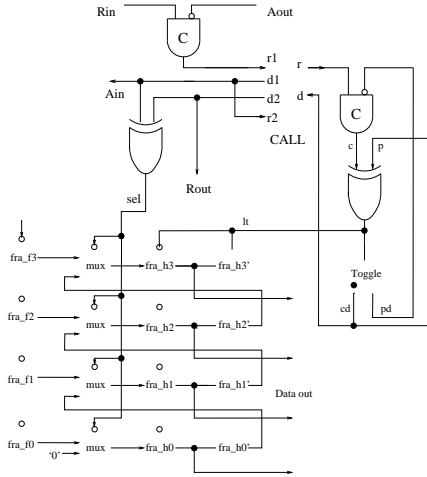 Rin Aout
C
r1
r
d1
d
Ain
d2
r2
C
CALL
c p
sel
Rout
lt
fra_f3 mux fra_h3 fra_h3'
Toggle
cd pd
fra_f2 mux fra_h2 fra_h2'
fra_f1 mux fra_h1 fra_h1'
Data out
fra_f0 mux fra_h0 fra_h0'
'0'